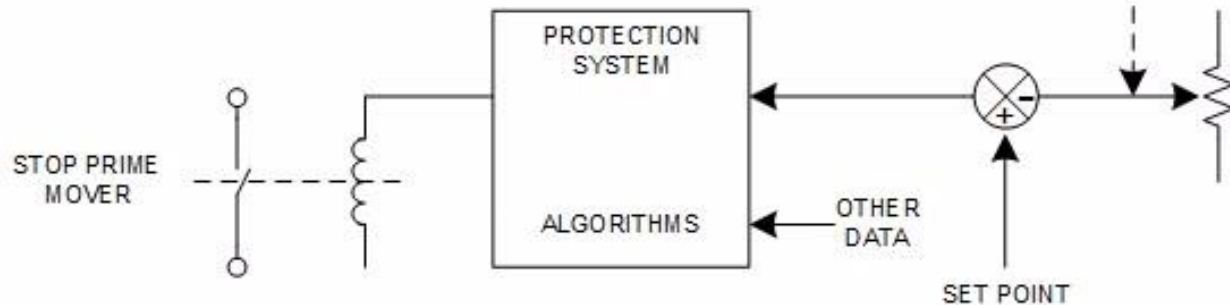 PROTECTION
SYSTEM
-
+
STOP PRIME
MOVER
ALGORITHMS
OTHER
DATA
SET POINT